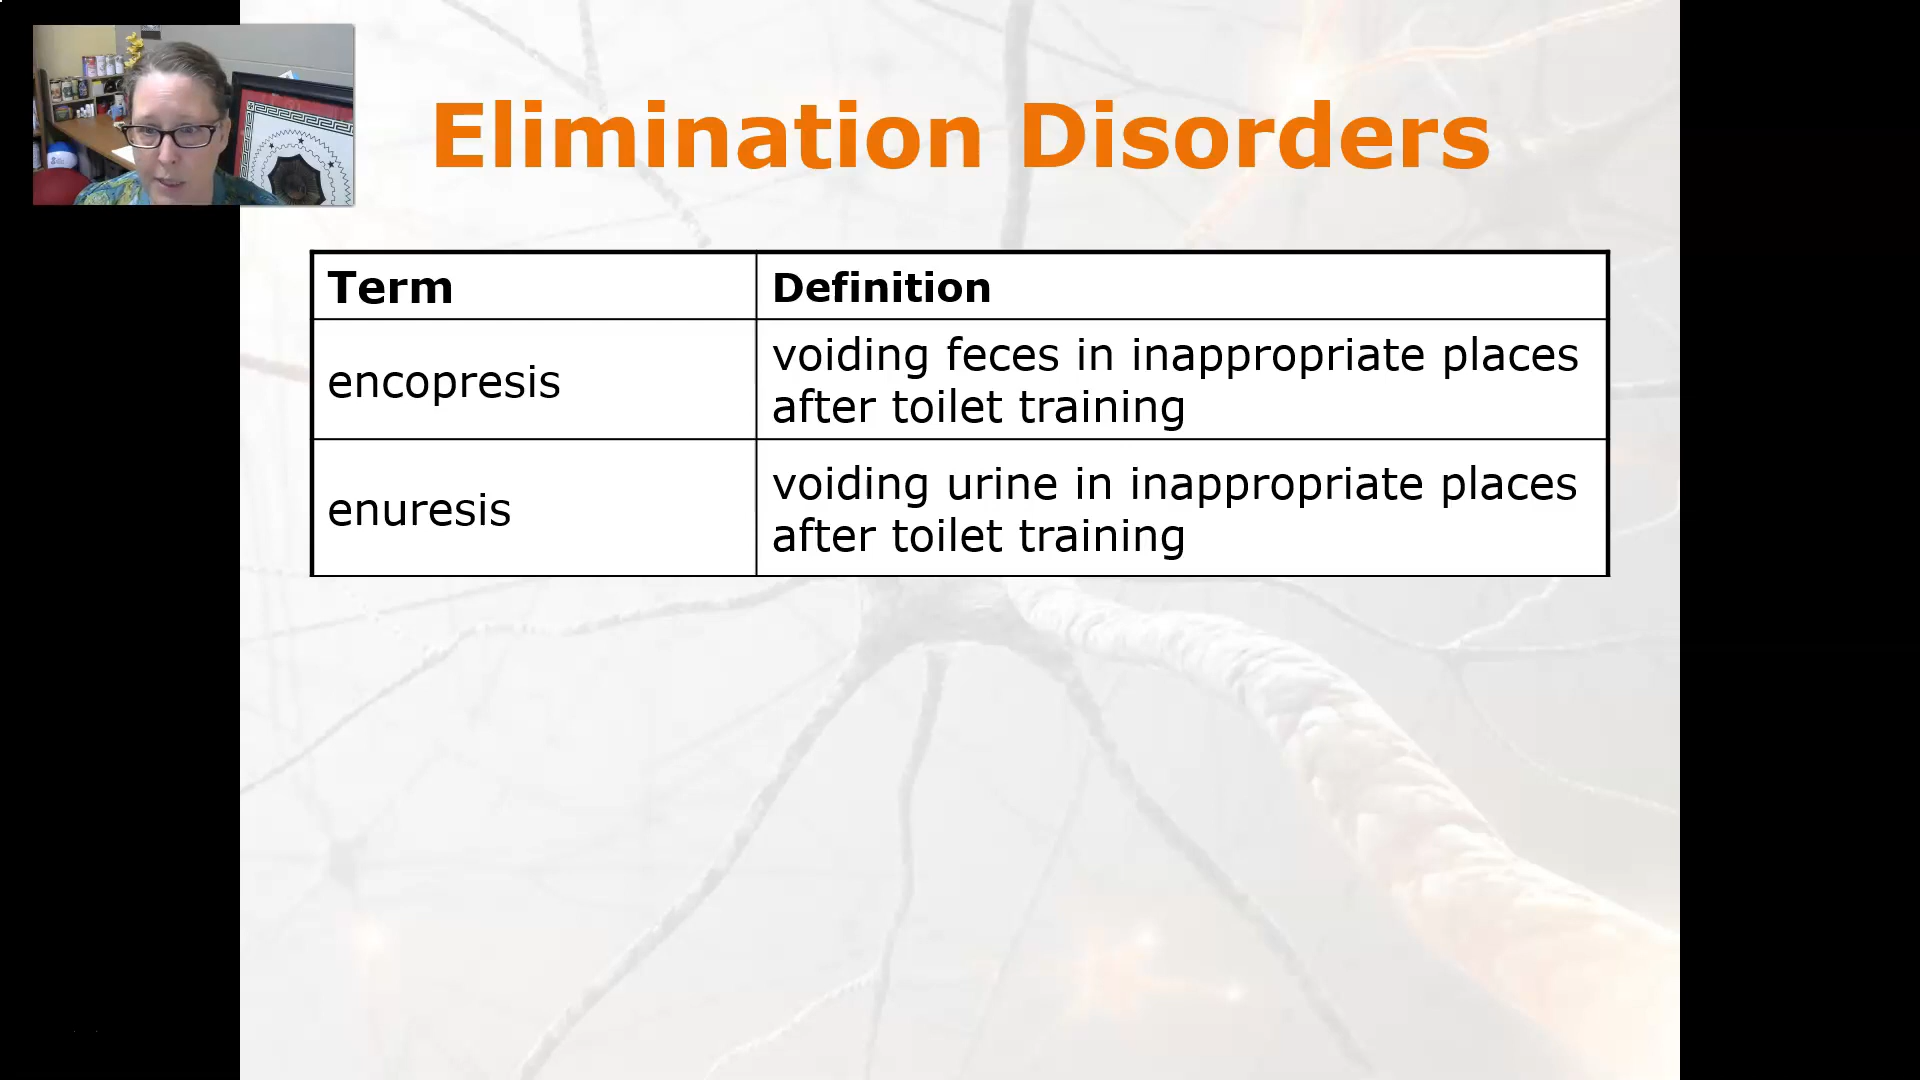 Elimination Disorders
Term
Definition
encopresis
voiding feces in inappropriate places
after toilet training
enuresis
voiding urine in inappropriate places
after toilet training